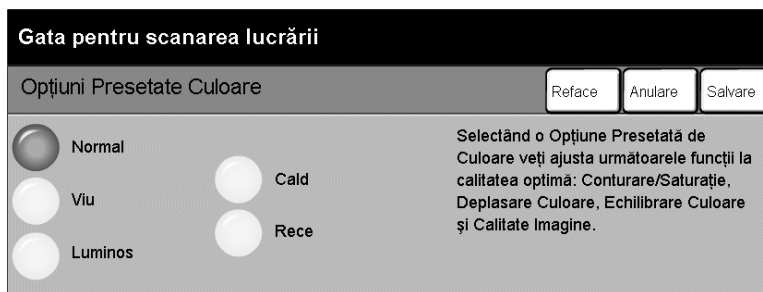 Gata pentru scanarea lucrării
Opțiuni Presetate Culoare
Reface
Anulare
Salvare
Normal
Viu
Luminos
Cald
Rece
Selectând o Opțiune Presetată de
Culoare veți ajusta următoarele funcții la
calitatea optimă: Conturare/Saturație,
Deplasare Culoare, Echilibrare Culoare
și Calitate Imagine.